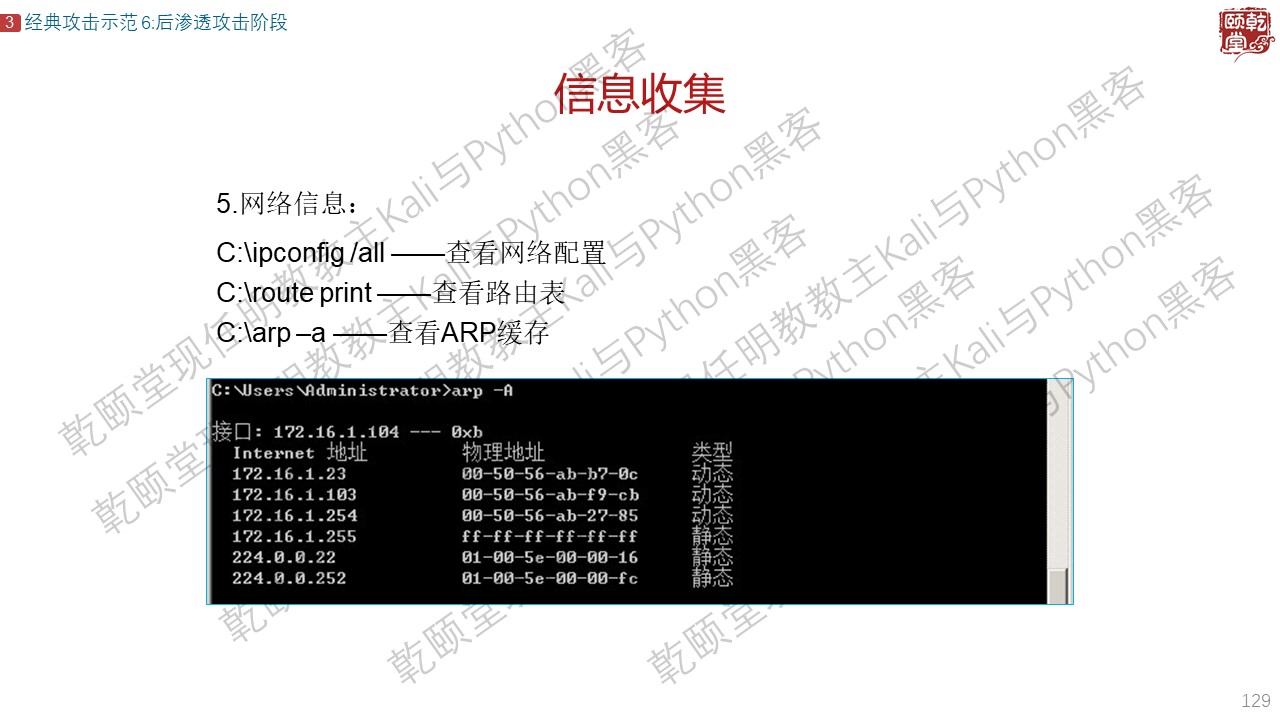 3 经典攻击示范 6:后渗透攻击阶段
颐乾堂
信息收集
5.网络信息：
C:\ipconfig /all ——查看网络配置
C:\route print ——查看路由表
C:\arp –a ——查看ARP缓存
C:\Users\Administrator>arp -A
接口: 172.16.1.104 --- 0xb
Internet 地址 物理地址 类型
172.16.1.23 00-50-56-ab-b7-0c 动态
172.16.1.103 00-50-56-ab-f9-cb 动态
172.16.1.254 00-50-56-ab-27-85 动态
172.16.1.255 ff-ff-ff-ff-ff-ff 静态
224.0.0.22 01-00-5e-00-00-16 静态
224.0.0.252 01-00-5e-00-00-fc 静态
乾颐堂现任明教教主Kali与Python黑客
129